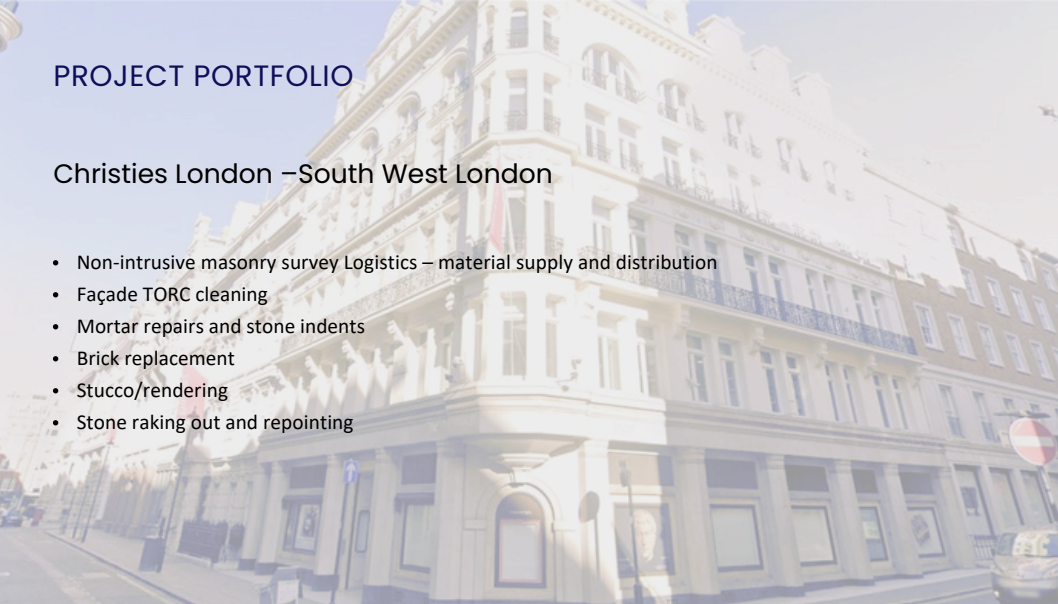 PROJECT PORTFOLIO
Christies London –South West London
• Non-intrusive masonry survey Logistics – material supply and distribution
• Façade TORC cleaning
• Mortar repairs and stone indents
• Brick replacement
• Stucco/rendering
• Stone raking out and repointing